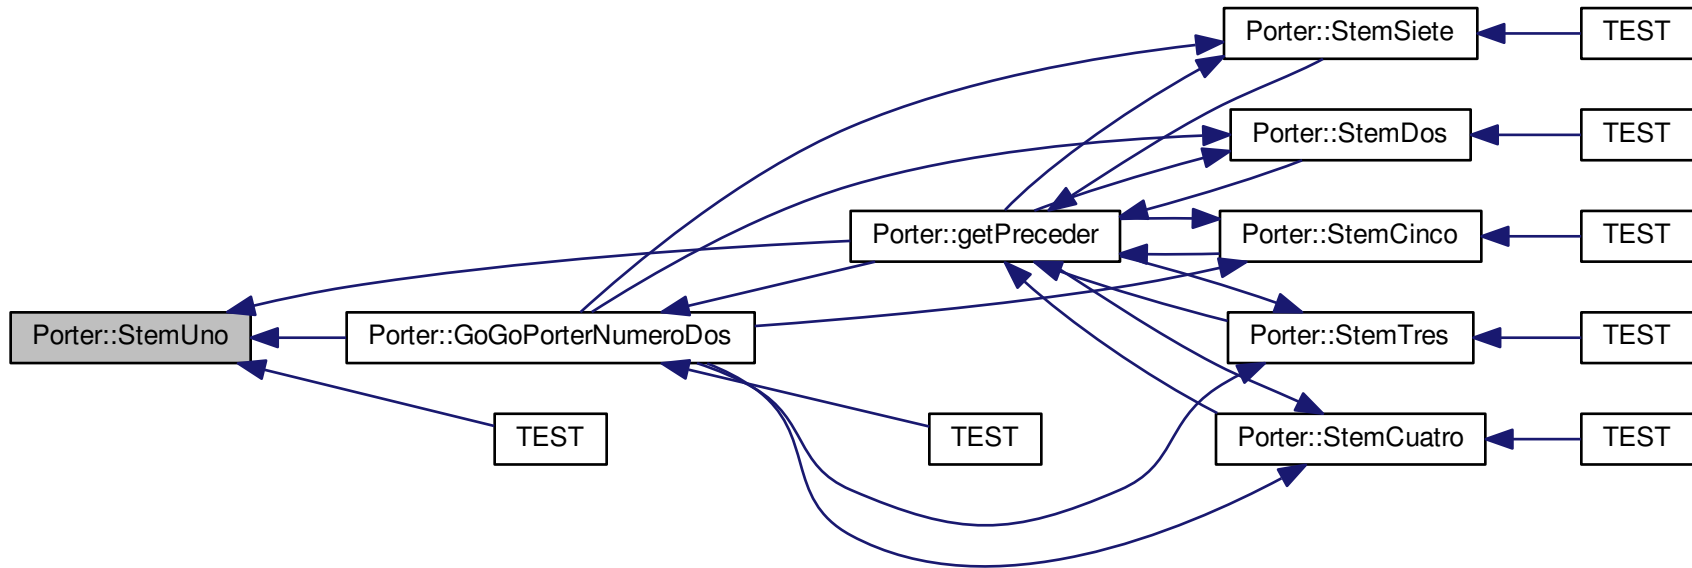 Porter::StemSiete
TEST
Porter::StemDos
TEST
Porter::getPreceder
Porter::StemCinco
TEST
Porter::StemUno
Porter::GoGoPorterNumeroDos
Porter::StemTres
TEST
TEST
TEST
Porter::StemCuatro
TEST